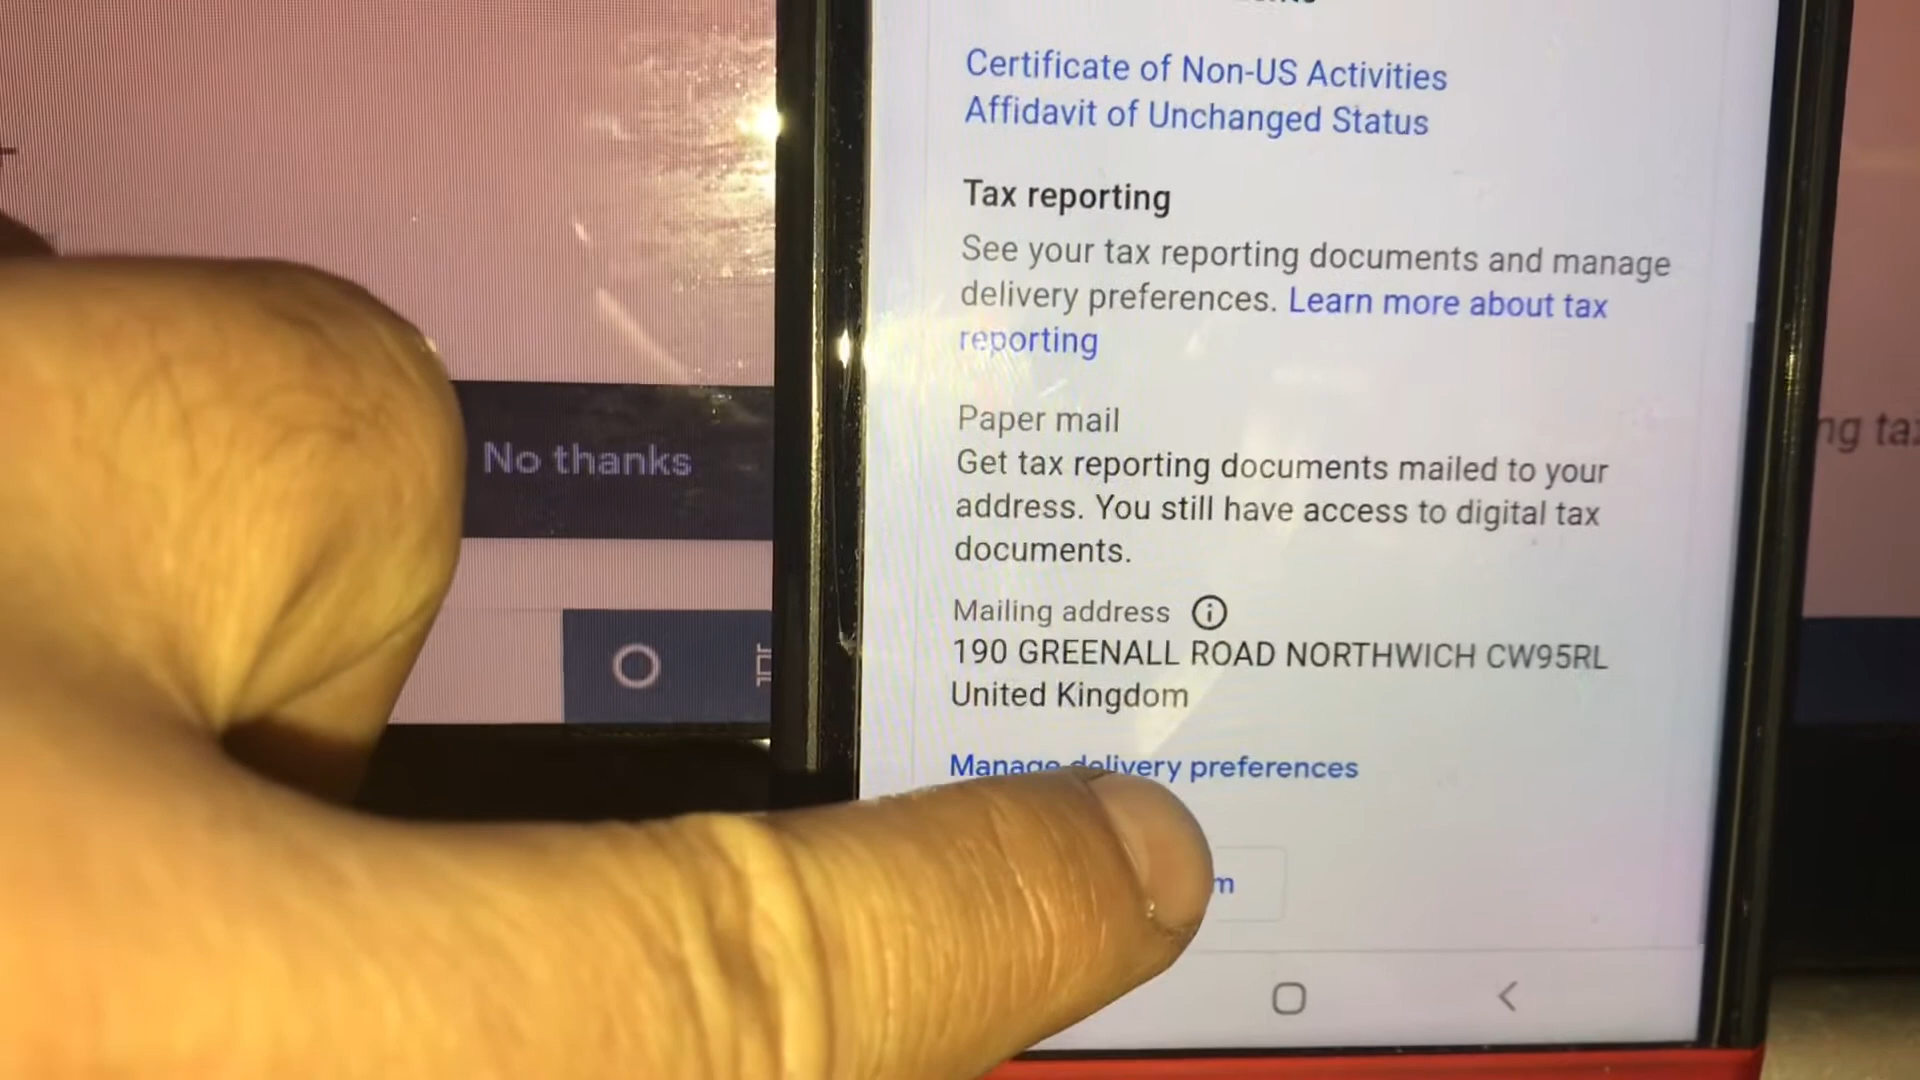 Certificate of Non-US Activities
Affidavit of Unchanged Status
Tax reporting
See your tax reporting documents and manage
delivery preferences. Learn more about tax
reporting
Paper mail
Get tax reporting documents mailed to your
address. You still have access to digital tax
documents.
Mailing address
190 GREENALL ROAD NORTHWICH CW95RL
United Kingdom
Manage delivery preferences
No thanks